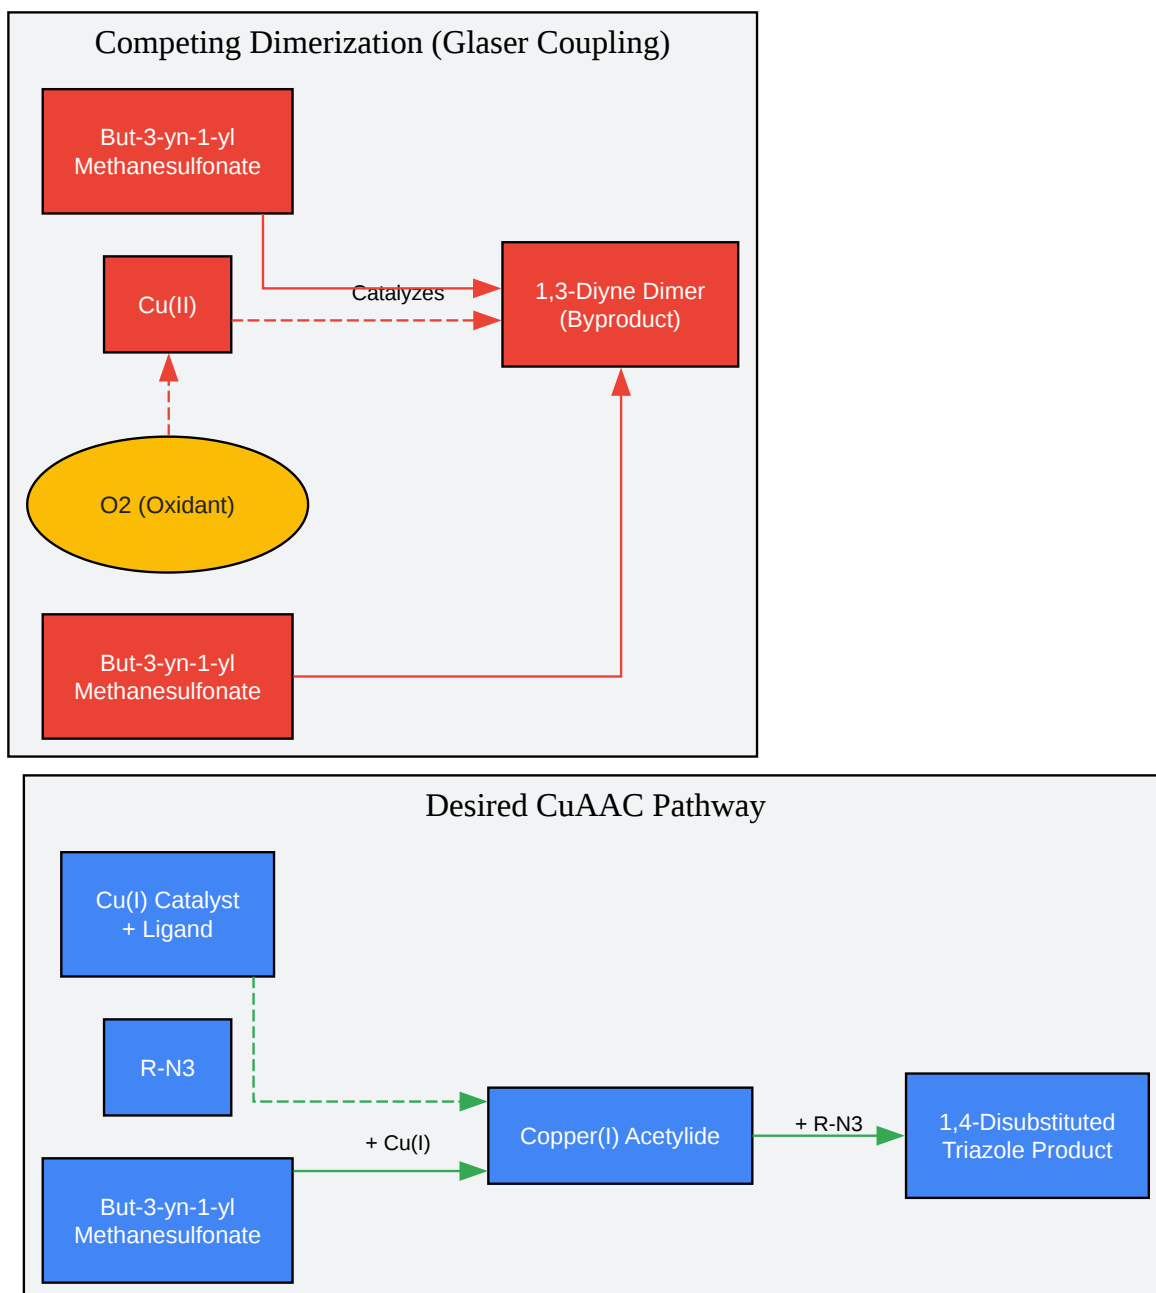 Competing Dimerization (Glaser Coupling)
But-3-yn-1-yl
Methanesulfonate
Cu(II)
Catalyzes
1,3-Diyne Dimer
(Byproduct)
O2 (Oxidant)
But-3-yn-1-yl
Methanesulfonate
Desired CuAAC Pathway
Cu(I) Catalyst
+ Ligand
R-N3
+ Cu(I)
But-3-yn-1-yl
Methanesulfonate
Copper(I) Acetylide
+ R-N3
1,4-Disubstituted
Triazole Product